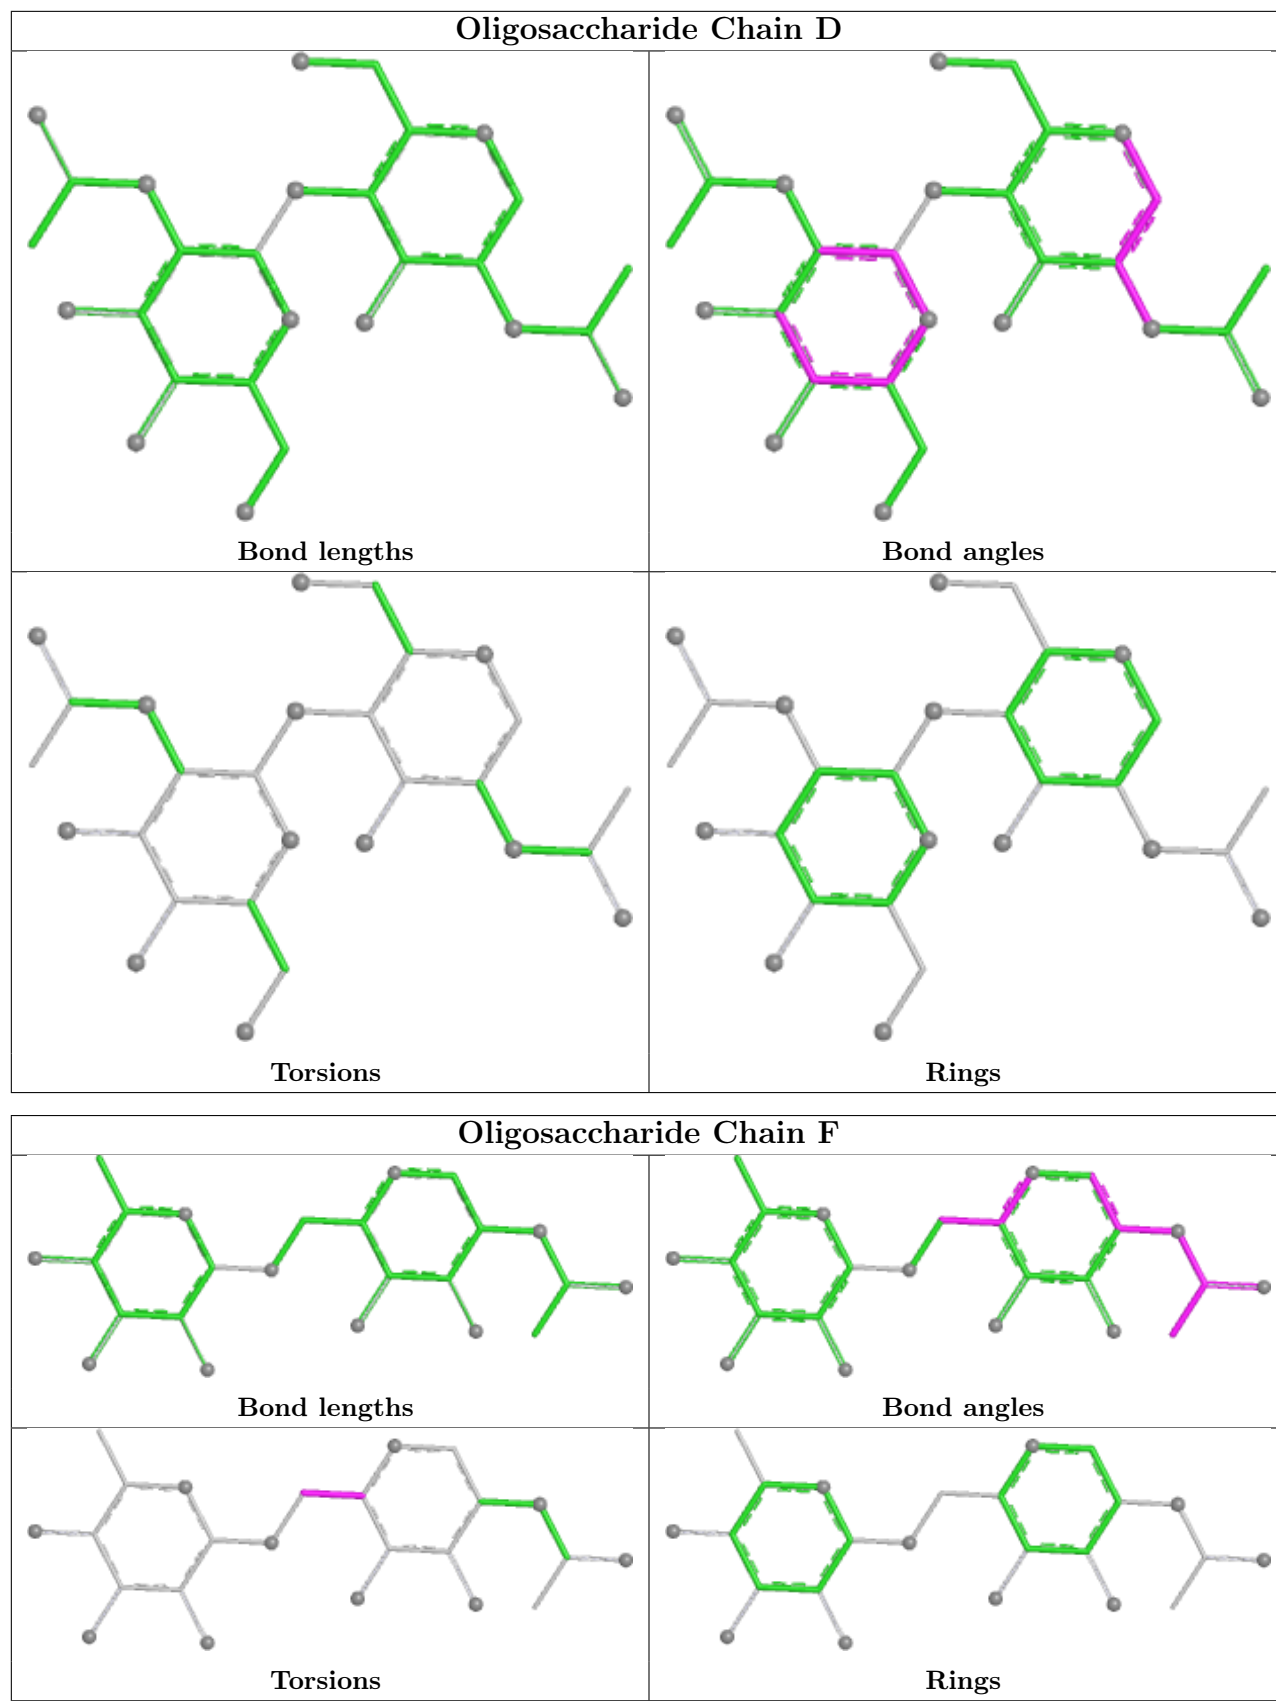 Oligosaccharide Chain D
Bond lengths
Bond angles
Torsions
Rings
Oligosaccharide Chain F
Bond lengths
Bond angles
Torsions
Rings